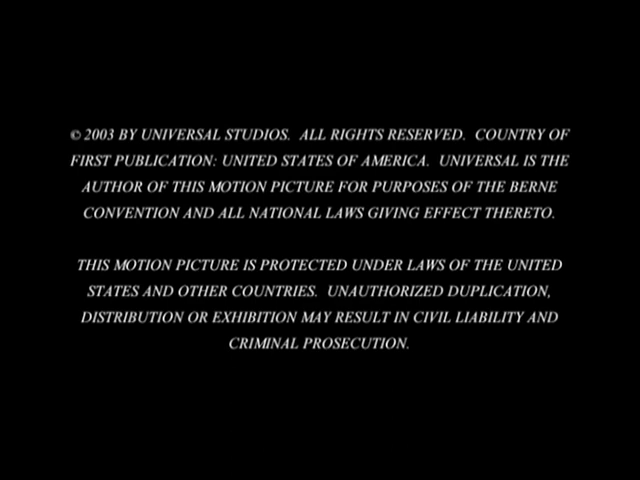 © 2003 BY UNIVERSAL STUDIOS. ALL RIGHTS RESERVED. COUNTRY OF
FIRST PUBLICATION: UNITED STATES OF AMERICA. UNIVERSAL IS THE
AUTHOR OF THIS MOTION PICTURE FOR PURPOSES OF THE BERNE
CONVENTION AND ALL NATIONAL LAWS GIVING EFFECT THERETO.
THIS MOTION PICTURE IS PROTECTED UNDER LAWS OF THE UNITED
STATES AND OTHER COUNTRIES. UNAUTHORIZED DUPLICATION,
DISTRIBUTION OR EXHIBITION MAY RESULT IN CIVIL LIABILITY AND
CRIMINAL PROSECUTION.